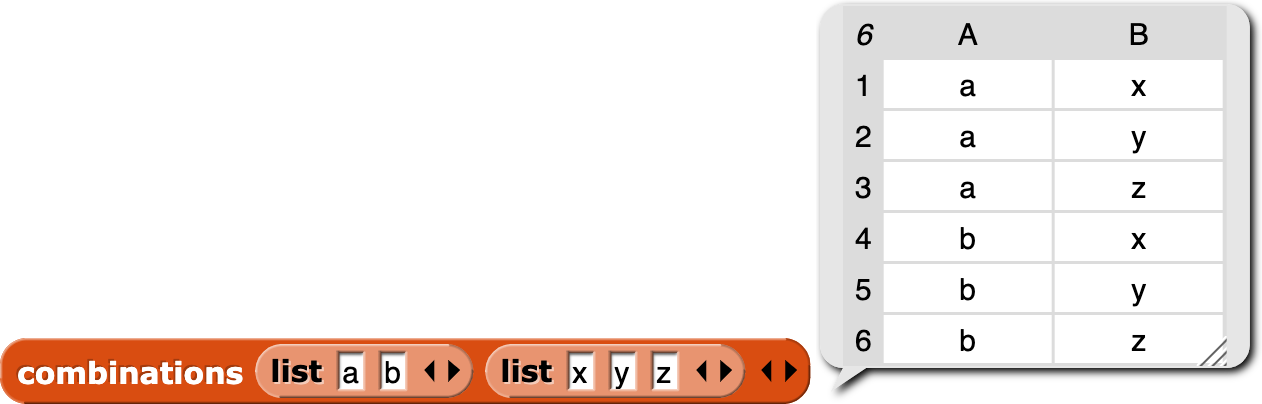 6 A B
1 a x
2 a y
3 a z
4 b x
5 b y
6 b z
combinations list a b list x y z